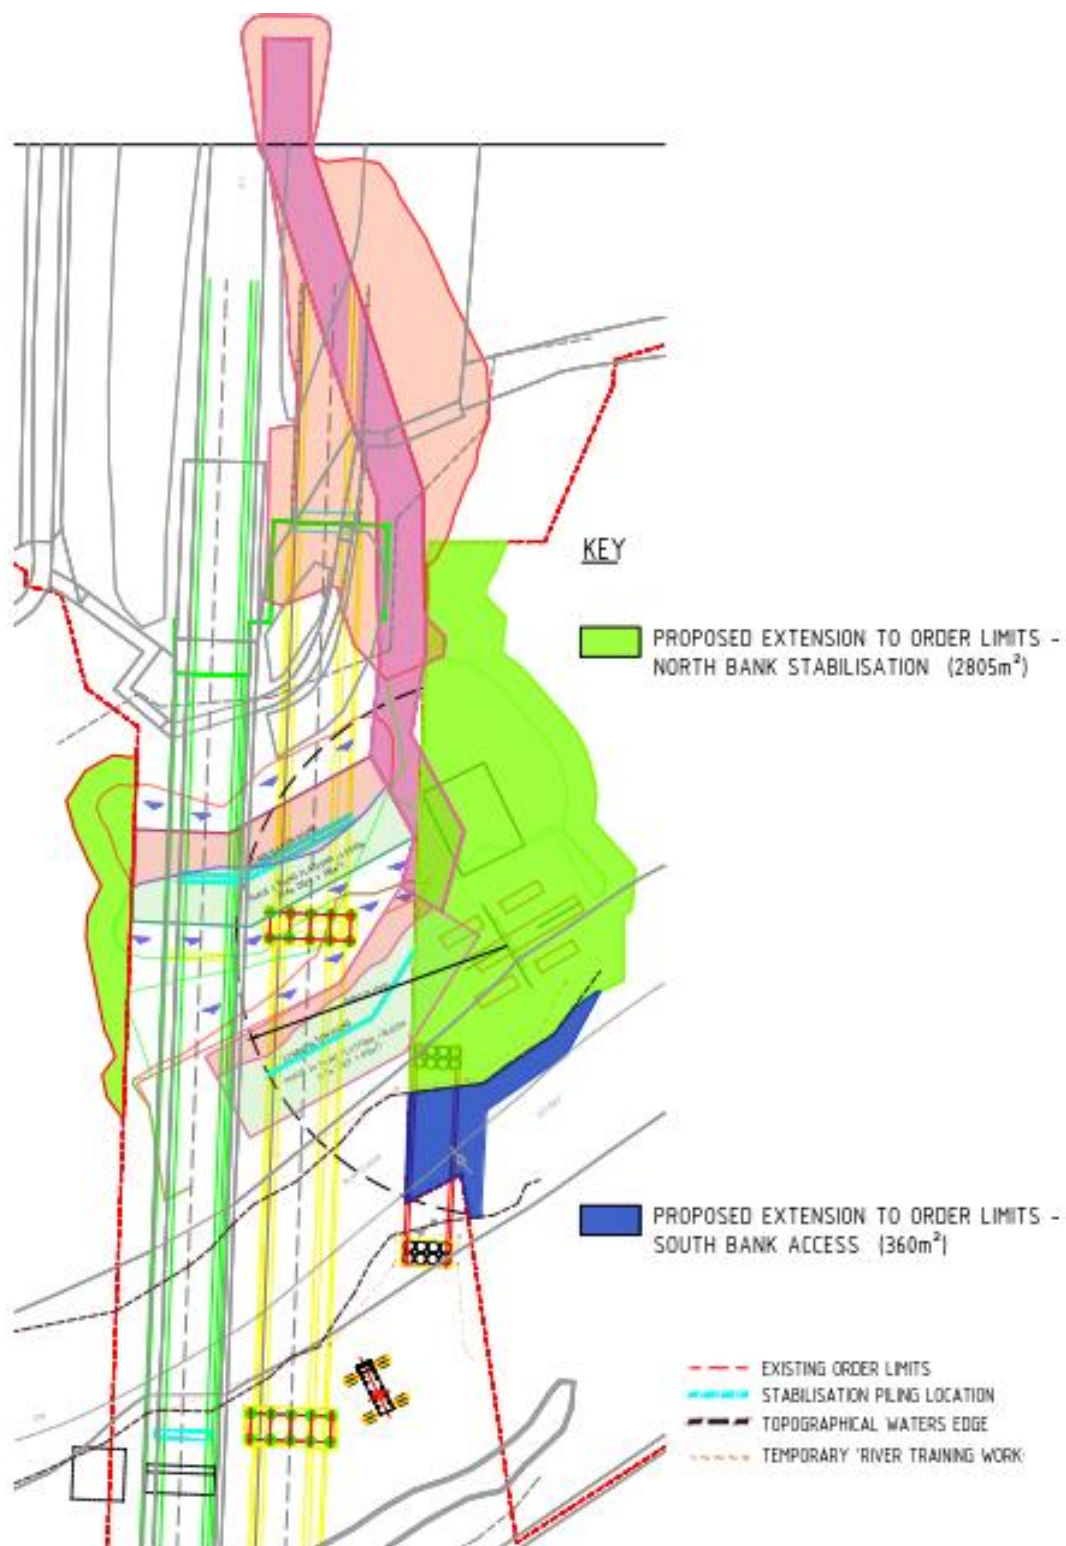 KEY
PROPOSED EXTENSION TO ORDER LIMITS -
NORTH BANK STABILISATION (2805m²)
PROPOSED EXTENSION TO ORDER LIMITS -
SOUTH BANK ACCESS (360m²)
EXISTING ORDER LIMITS
STABILISATION PILING LOCATION
TOPOGRAPHICAL WATERS EDGE
TEMPORARY 'RIVER TRAINING WORK'